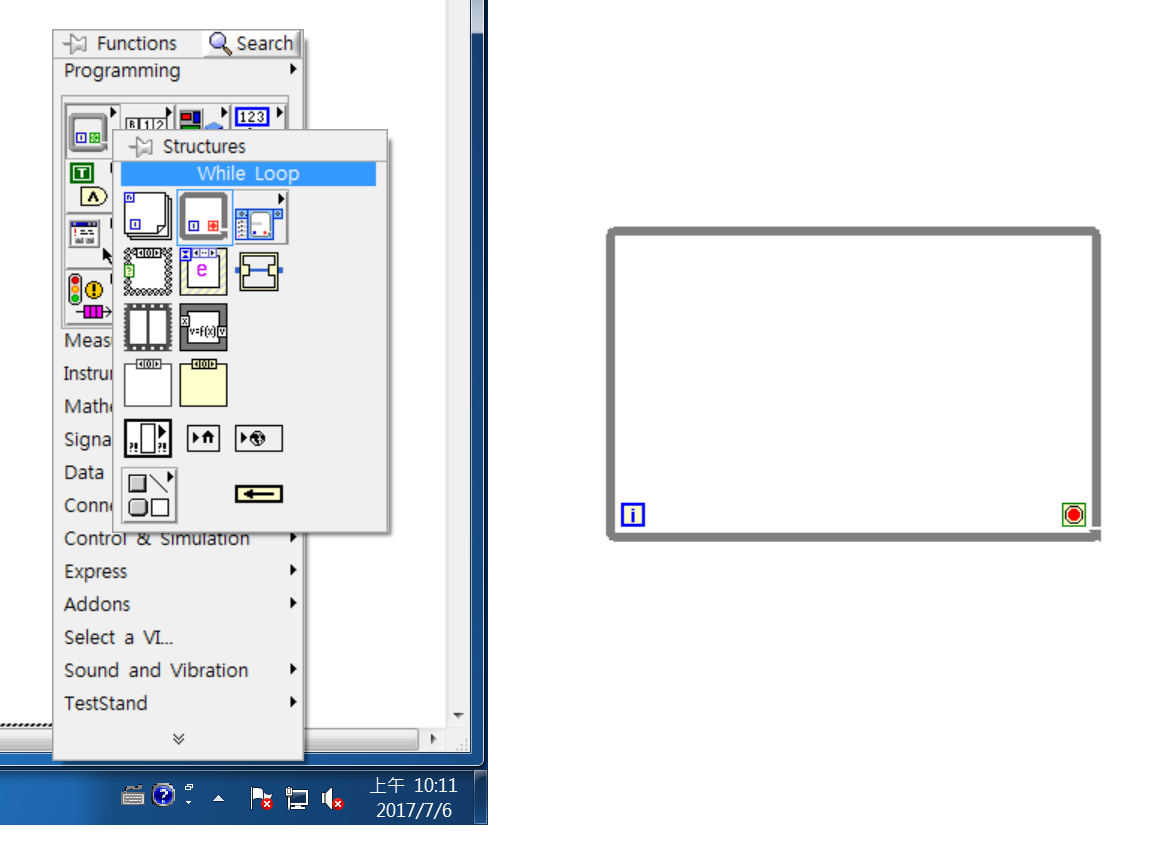 Functions Search
Programming
123
Structures
While Loop
e
v=f(x)
Meas
Instru
Mathe
Signa
Data
Conne
Control & Simulation
Express
Addons
Select a VI...
Sound and Vibration
TestStand
i
上午 10:11
2017/7/6